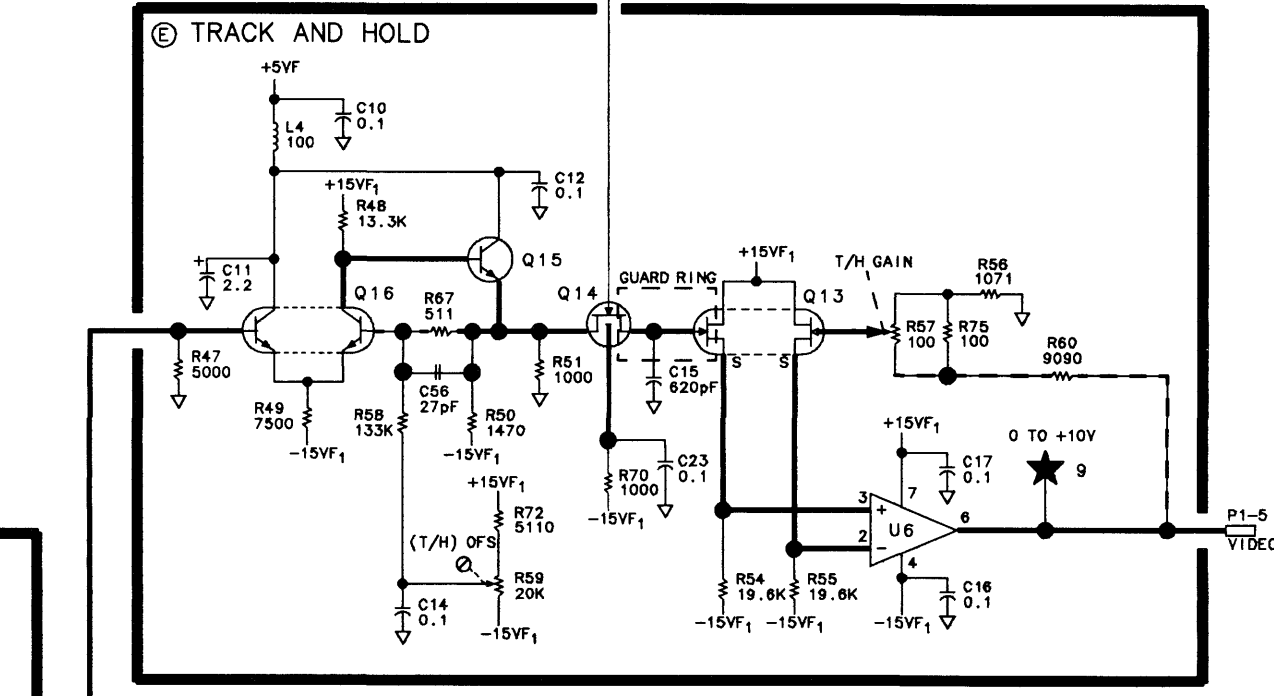 E TRACK AND HOLD
+5VF
C10
0.1
L4
100
C12
0.1
+15VF1
R48
13.3K
+
C11
2.2
Q15
Q16
R67
511
Q14
GUARD RING
+15VF1
Q13
T/H GAIN
R56
1071
R57
100
R75
100
R60
9090
R47
5000
R49
7500
-15VF1
R58
133K
C56
27pF
R50
1470
-15VF1
R51
1000
C15
620pF
S
S
R70
1000
-15VF1
C23
0.1
+15VF1
R72
5110
(T/H) OFS
R59
20K
-15VF1
C14
0.1
R54
19.6K
-15VF1
R55
19.6K
-15VF1
+15VF1
C17
0.1
3
+
2
-
U6
7
6
4
C16
0.1
-15VF1
0 TO +10V
9
P1-5
VIDEO